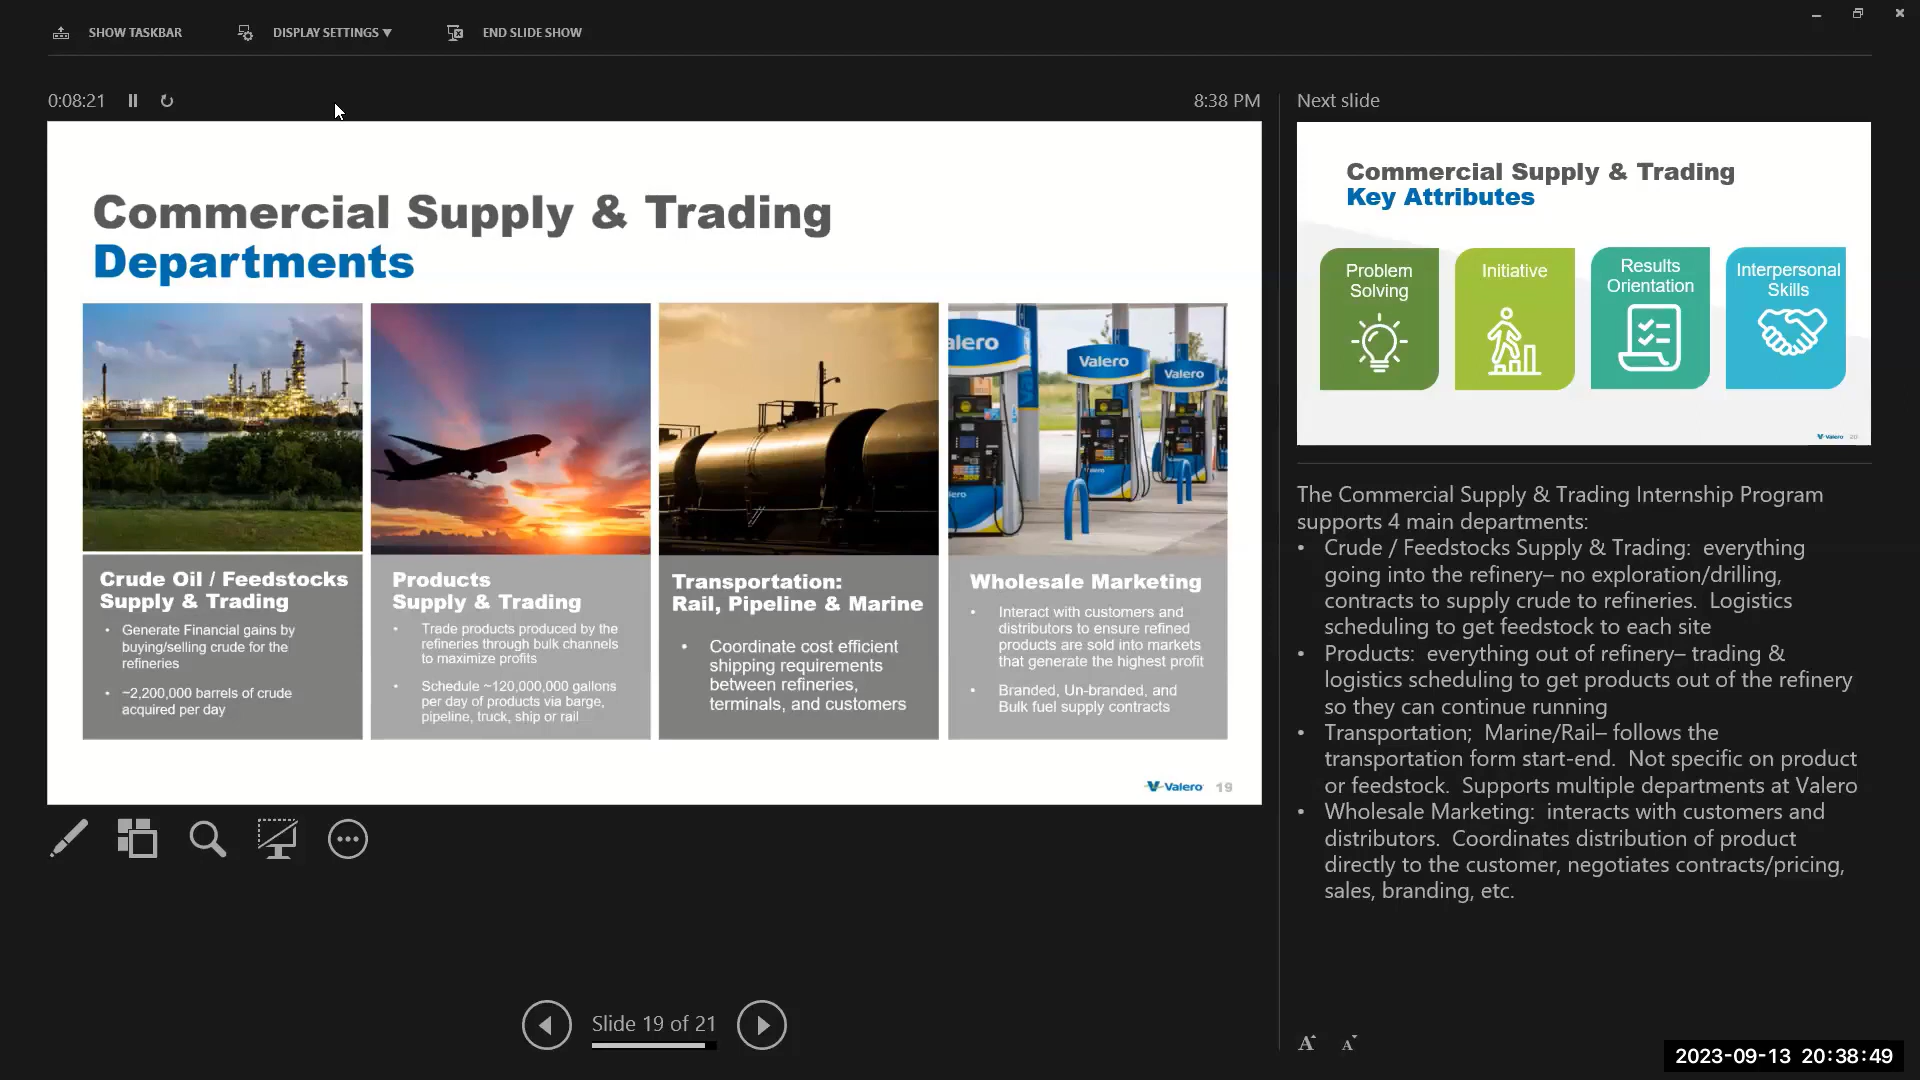 SHOW TASKBAR
DISPLAY SETTINGS ▼
END SLIDE SHOW
0:08:21
8:38 PM
Next slide
Commercial Supply & Trading
Departments
alero
Valero
Valero
lero
Crude Oil / Feedstocks
Supply & Trading
• Generate Financial gains by
buying/selling crude for the
refineries
• ~2,200,000 barrels of crude
acquired per day
Products
Supply & Trading
• Trade products produced by the
refineries through bulk channels
to maximize profits
• Schedule ~120,000,000 gallons
per day of products via barge,
pipeline, truck, ship or rail
Transportation:
Rail, Pipeline & Marine
• Coordinate cost efficient
shipping requirements
between refineries,
terminals, and customers
Wholesale Marketing
• Interact with customers and
distributors to ensure refined
products are sold into markets
that generate the highest profit
• Branded, Un-branded, and
Bulk fuel supply contracts
Valero 19
Commercial Supply & Trading
Key Attributes
Problem
Solving
Initiative
Results
Orientation
Interpersonal
Skills
Valero 20
The Commercial Supply & Trading Internship Program
supports 4 main departments:
• Crude / Feedstocks Supply & Trading:  everything
going into the refinery– no exploration/drilling,
contracts to supply crude to refineries.  Logistics
scheduling to get feedstock to each site
• Products:  everything out of refinery– trading &
logistics scheduling to get products out of the refinery
so they can continue running
• Transportation;  Marine/Rail– follows the
transportation form start-end.  Not specific on product
or feedstock.  Supports multiple departments at Valero
• Wholesale Marketing:  interacts with customers and
distributors.  Coordinates distribution of product
directly to the customer, negotiates contracts/pricing,
sales, branding, etc.
Slide 19 of 21
A A
2023-09-13 20:38:49